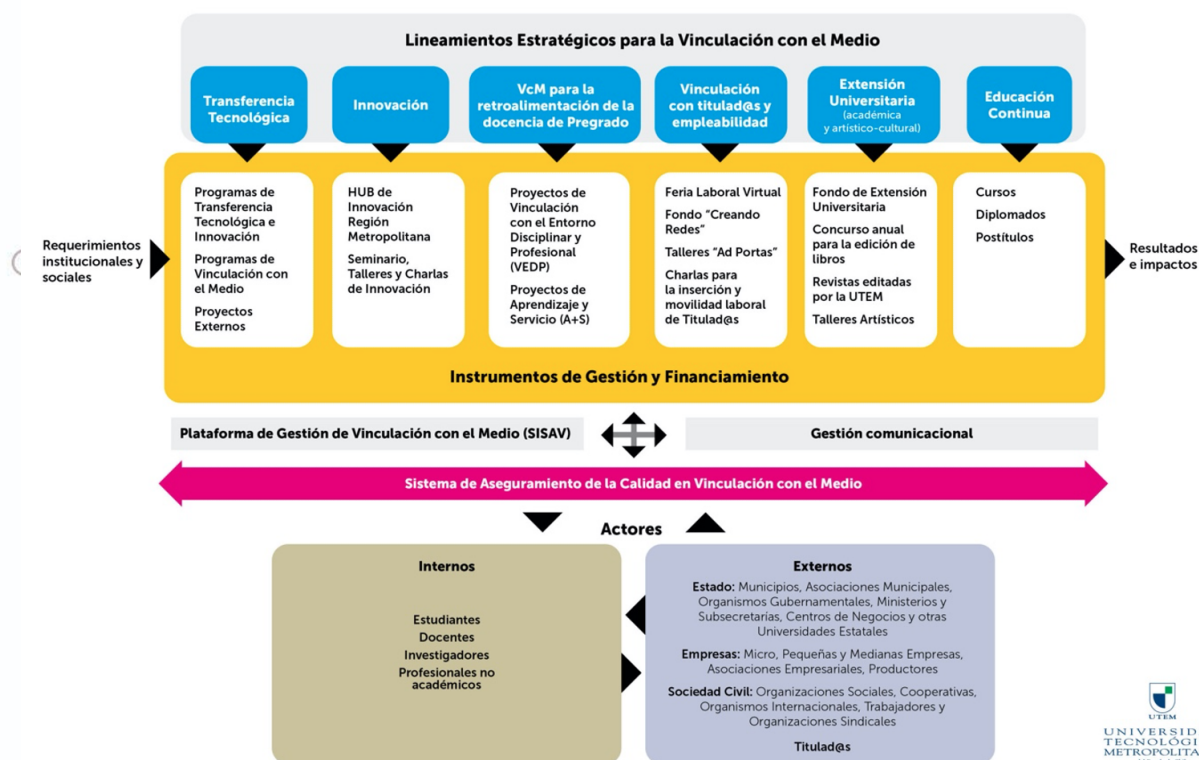 Lineamientos Estratégicos para la Vinculación con el Medio
Transferencia
Tecnológica
Innovación
VcM para la
retroalimentación de la
docencia de Pregrado
Vinculación
con titulad@s y
empleabilidad
Extensión
Universitaria
(académica
y artístico-cultural)
Educación
Continua
Requerimientos
institucionales y
sociales
Programas de
Transferencia
Tecnológica e
Innovación
Programas de
Vinculación con
el Medio
Proyectos
Externos
HUB de
Innovación
Región
Metropolitana
Seminario,
Talleres y Charlas
de Innovación
Proyectos de
Vinculación
con el Entorno
Disciplinar y
Profesional
(VEDP)
Proyectos de
Aprendizaje y
Servicio (A+S)
Feria Laboral Virtual
Fondo "Creando
Redes"
Talleres "Ad Portas"
Charlas para
la inserción y
movilidad laboral
de Titulad@s
Fondo de Extensión
Universitaria
Concurso anual
para la edición de
libros
Revistas editadas
por la UTEM
Talleres Artísticos
Cursos
Diplomados
Postítulos
Resultados
e impactos
Instrumentos de Gestión y Financiamiento
Plataforma de Gestión de Vinculación con el Medio (SISAV)
Gestión comunicacional
Sistema de Aseguramiento de la Calidad en Vinculación con el Medio
Actores
Internos
Estudiantes
Docentes
Investigadores
Profesionales no
académicos
Externos
Estado: Municipios, Asociaciones Municipales,
Organismos Gubernamentales, Ministerios y
Subsecretarías, Centros de Negocios y otras
Universidades Estatales
Empresas: Micro, Pequeñas y Medianas Empresas,
Asociaciones Empresariales, Productores
Sociedad Civil: Organizaciones Sociales, Cooperativas,
Organismos Internacionales, Trabajadores y
Organizaciones Sindicales
Titulad@s
UTEM
UNIVERSID
TECNOLÓGI
METROPOLITA